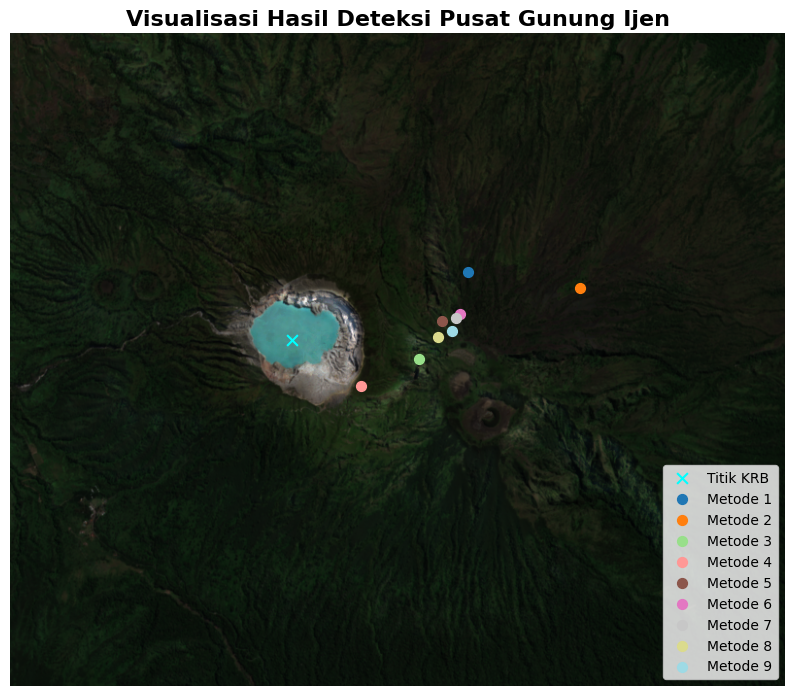 Visualisasi Hasil Deteksi Pusat Gunung Ijen
Titik KRB
Metode 1
Metode 2
Metode 3
Metode 4
Metode 5
Metode 6
Metode 7
Metode 8
Metode 9